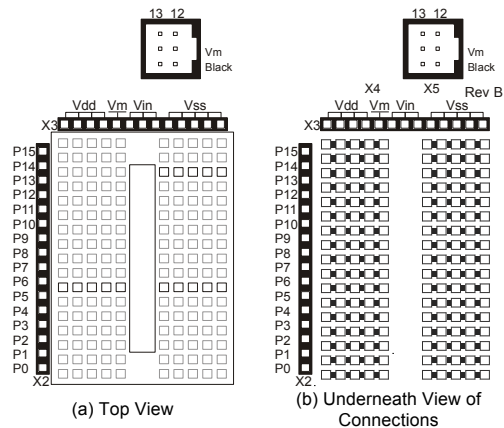 13 12
Vm
Black
Vdd Vm Vin Vss
X3
P15
P14
P13
P12
P11
P10
P9
P8
P7
P6
P5
P4
P3
P2
P1
P0
X2
(a) Top View
13 12
Vm
Black
X4 X5 Rev B
Vdd Vm Vin Vss
X3
P15
P14
P13
P12
P11
P10
P9
P8
P7
P6
P5
P4
P3
P2
P1
P0
X2
(b) Underneath View of
Connections